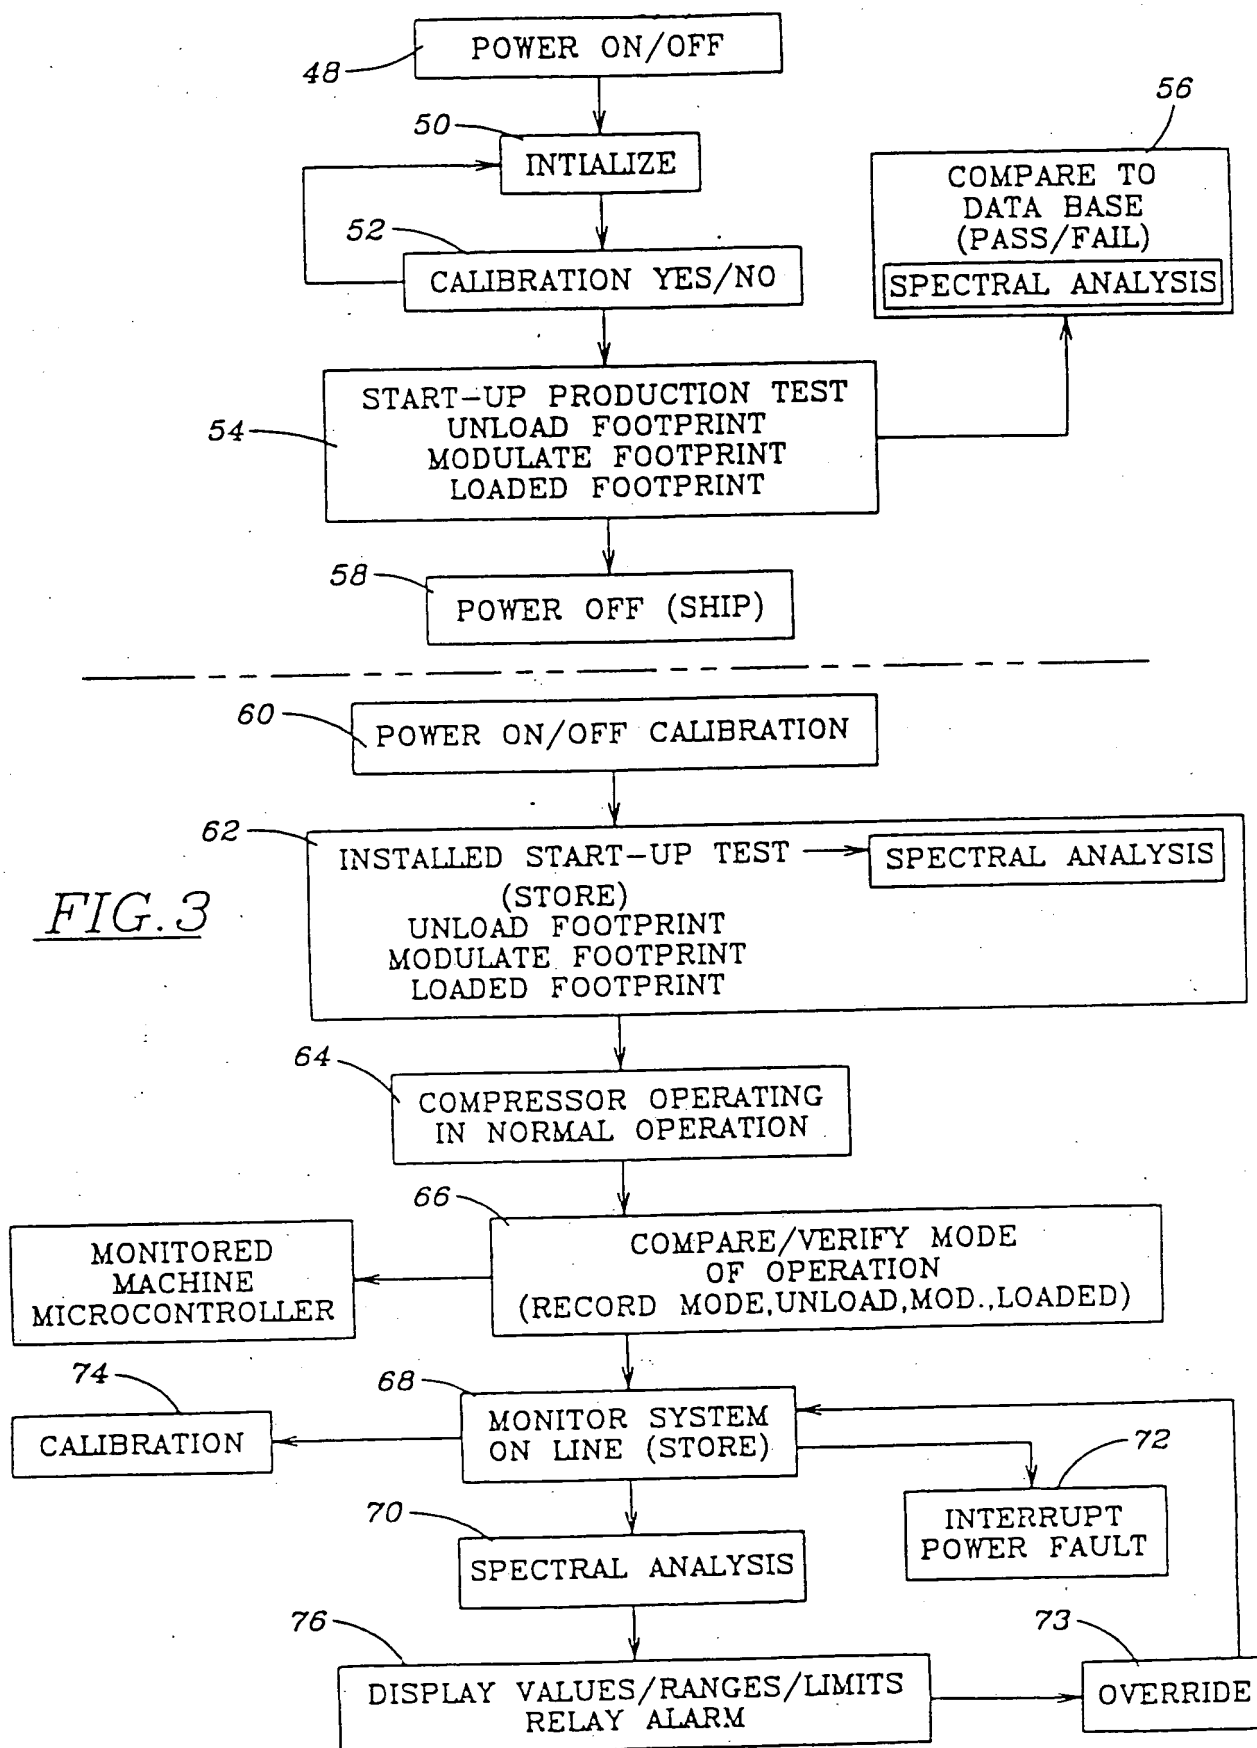 POWER ON/OFF
48
50
INTIALIZE
56
COMPARE TO
DATA BASE
(PASS/FAIL)
SPECTRAL ANALYSIS
52
CALIBRATION YES/NO
54
START-UP PRODUCTION TEST
UNLOAD FOOTPRINT
MODULATE FOOTPRINT
LOADED FOOTPRINT
58
POWER OFF (SHIP)
60
POWER ON/OFF CALIBRATION
62
INSTALLED START-UP TEST
SPECTRAL ANALYSIS
(STORE)
UNLOAD FOOTPRINT
MODULATE FOOTPRINT
LOADED FOOTPRINT
FIG.3
64
COMPRESSOR OPERATING
IN NORMAL OPERATION
66
COMPARE/VERIFY MODE
OF OPERATION
(RECORD MODE,UNLOAD,MOD.,LOADED)
MONITORED
MACHINE
MICROCONTROLLER
74
CALIBRATION
68
MONITOR SYSTEM
ON LINE (STORE)
72
INTERRUPT
POWER FAULT
70
SPECTRAL ANALYSIS
76
DISPLAY VALUES/RANGES/LIMITS
RELAY ALARM
73
OVERRIDE